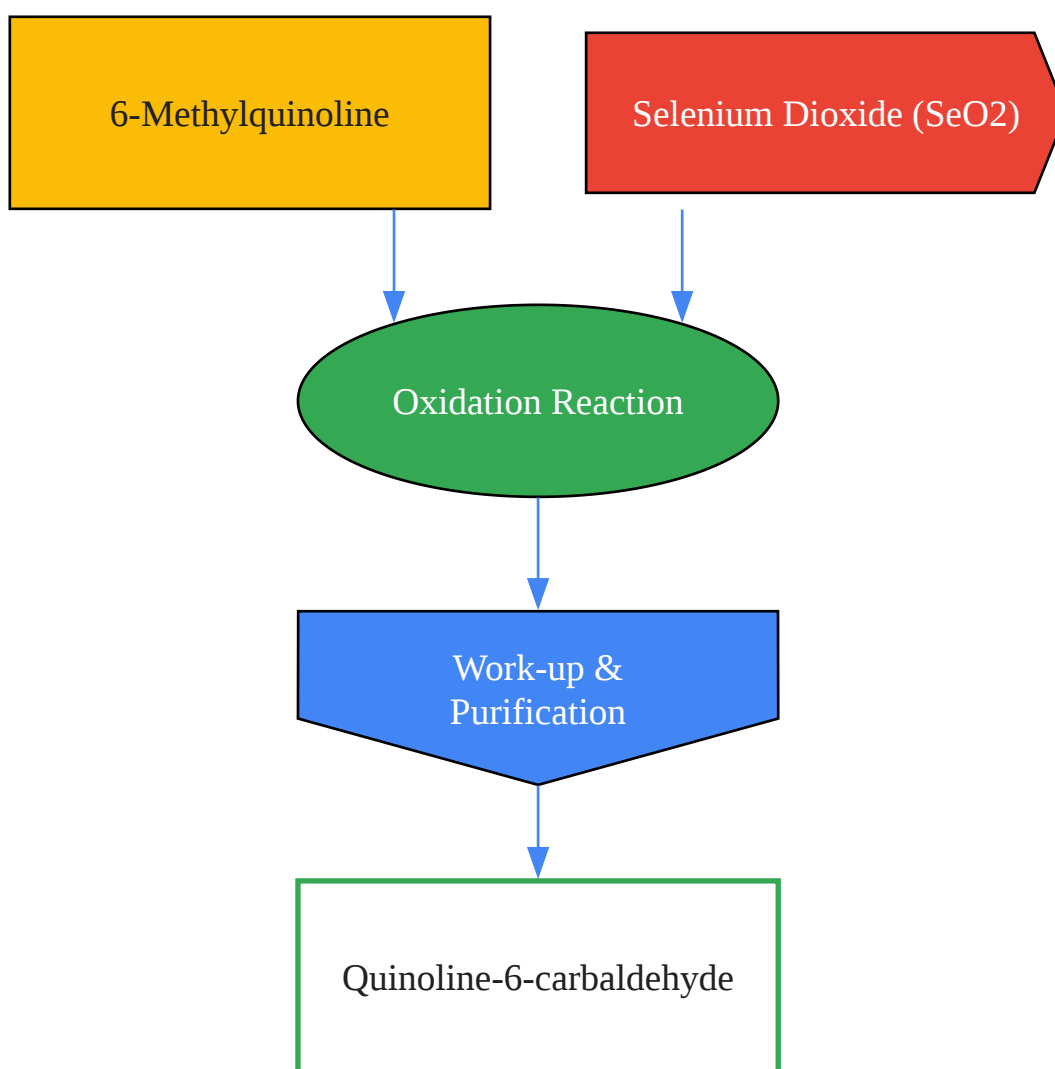 6-Methylquinoline
Selenium Dioxide (SeO2)
Oxidation Reaction
Work-up &
Purification
Quinoline-6-carbaldehyde